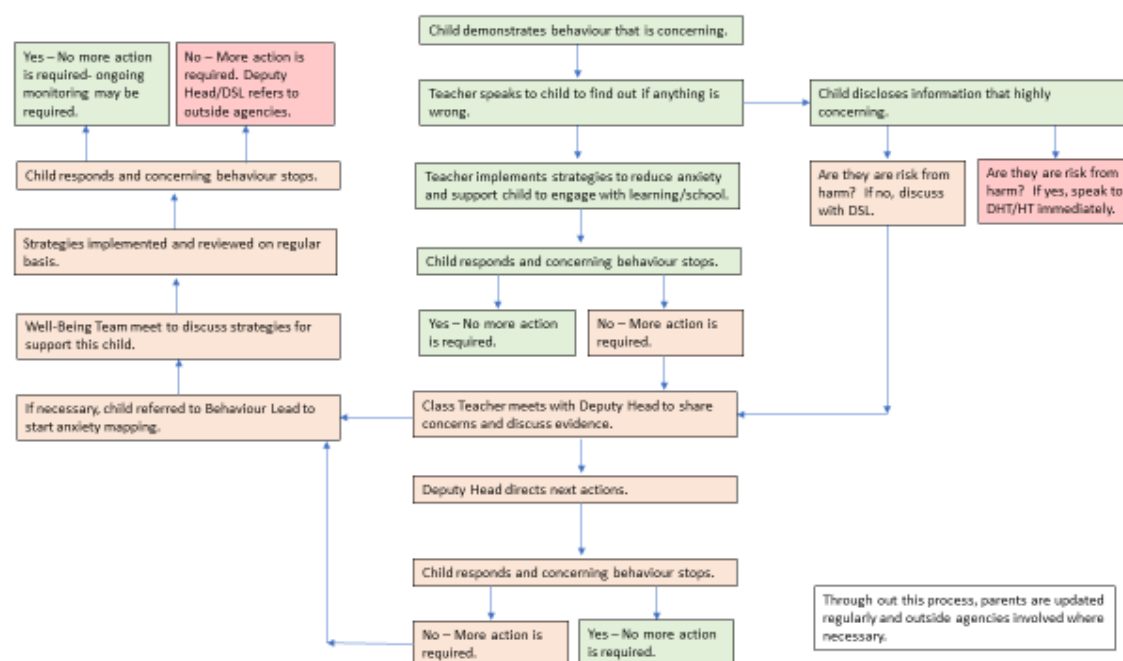 Child demonstrates behaviour that is concerning.
Yes – No more action
is required- ongoing
monitoring may be
required.
No – More action is
required. Deputy
Head/DSL refers to
outside agencies.
Teacher speaks to child to find out if anything is
wrong.
Child discloses information that highly
concerning.
Child responds and concerning behaviour stops.
Teacher implements strategies to reduce anxiety
and support child to engage with learning/school.
Are they are risk from
harm? If no, discuss
with DSL.
Are they are risk from
harm? If yes, speak to
DHT/HT immediately.
Strategies implemented and reviewed on regular
basis.
Child responds and concerning behaviour stops.
Well-Being Team meet to discuss strategies for
support this child.
Yes – No more action
is required.
No – More action is
required.
If necessary, child referred to Behaviour Lead to
start anxiety mapping.
Class Teacher meets with Deputy Head to share
concerns and discuss evidence.
Deputy Head directs next actions.
Child responds and concerning behaviour stops.
No – More action is
required.
Yes – No more action
is required.
Through out this process, parents are updated
regularly and outside agencies involved where
necessary.